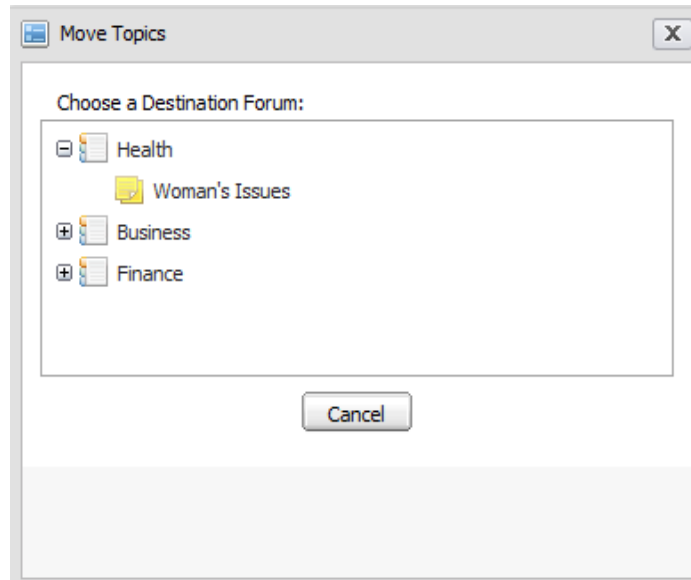 Move Topics
X
Choose a Destination Forum:
Health
Woman's Issues
Business
Finance
Cancel